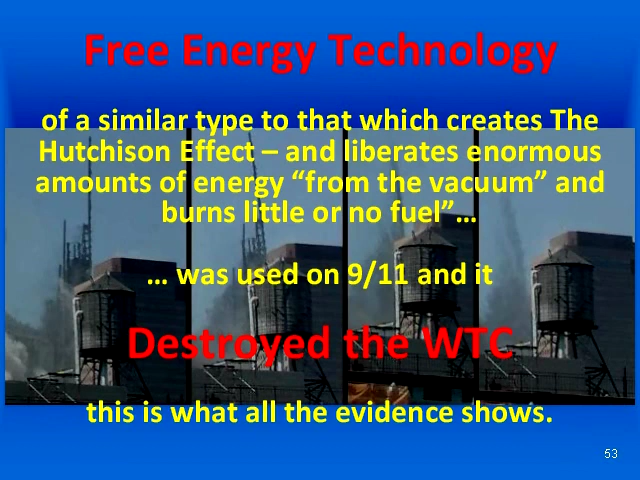 Free Energy Technology
of a similar type to that which creates The
Hutchison Effect – and liberates enormous
amounts of energy “from the vacuum” and
burns little or no fuel”…
… was used on 9/11 and it
Destroyed the WTC
this is what all the evidence shows.
53